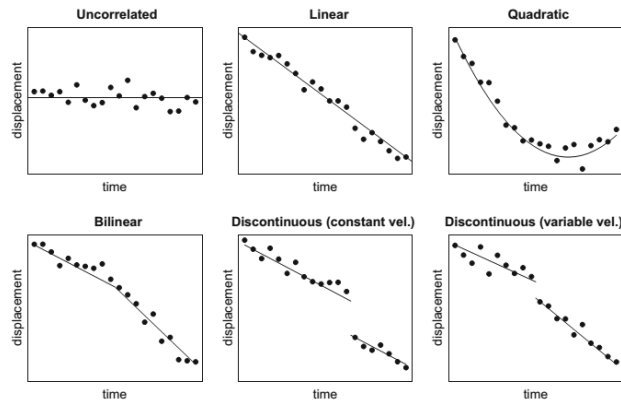 Uncorrelated
Linear
Quadratic
displacement
displacement
displacement
time
time
time
Bilinear
Discontinuous (constant vel.)
Discontinuous (variable vel.)
displacement
displacement
displacement
time
time
time